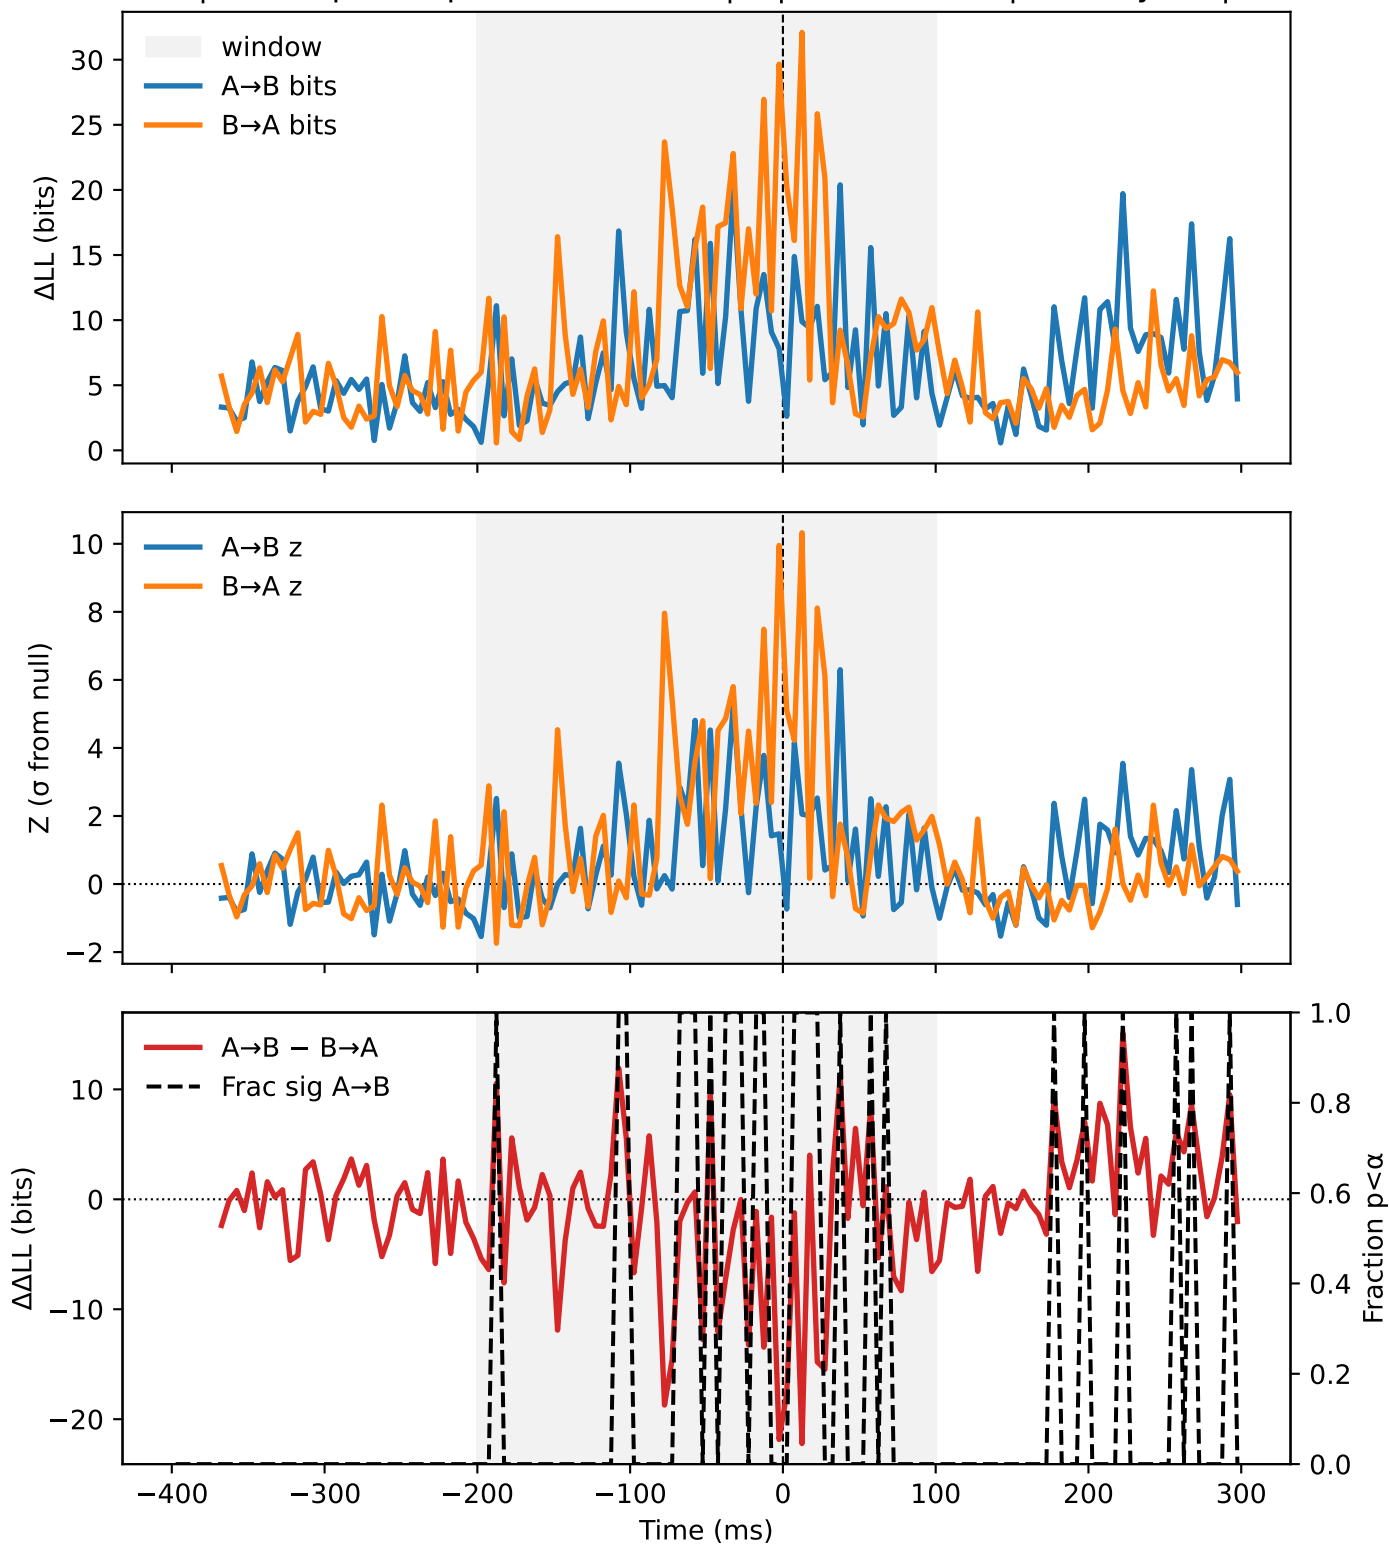 window
A→B bits
B→A bits
ΔLL (bits)
30
25
20
15
10
5
0
A→B z
B→A z
Z (σ from null)
10
8
6
4
2
0
−2
A→B − B→A
Frac sig A→B
ΔΔLL (bits)
10
0
−10
−20
1.0
0.8
0.6
0.4
0.2
0.0
Fraction p<α
−400
−300
−200
−100
0
100
200
300
Time (ms)